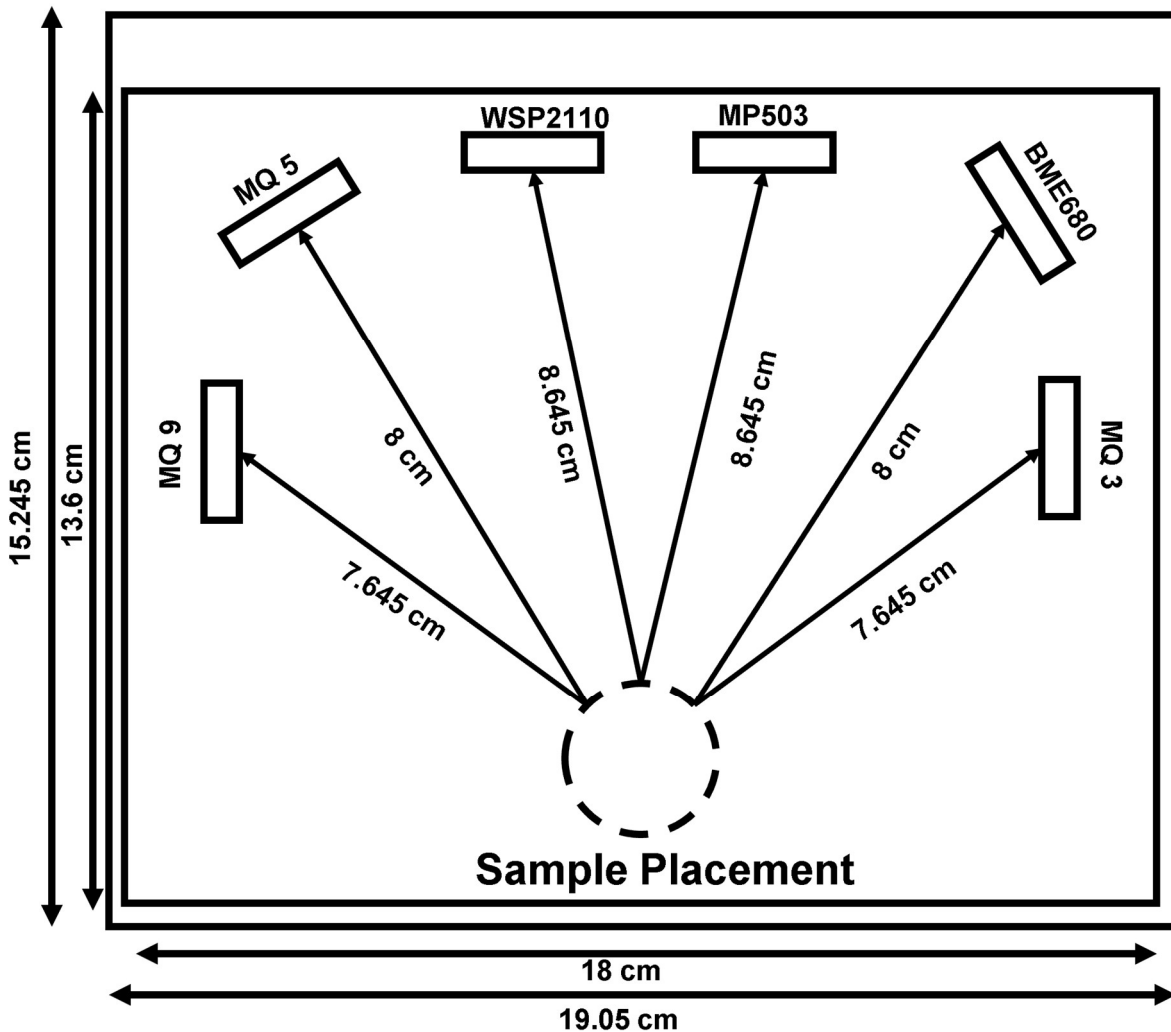 WSP2110
MP503
MQ 5
BME680
MQ 9
MQ 3
15.245 cm
13.6 cm
7.645 cm
8 cm
8.645 cm
8.645 cm
8 cm
7.645 cm
Sample Placement
18 cm
19.05 cm